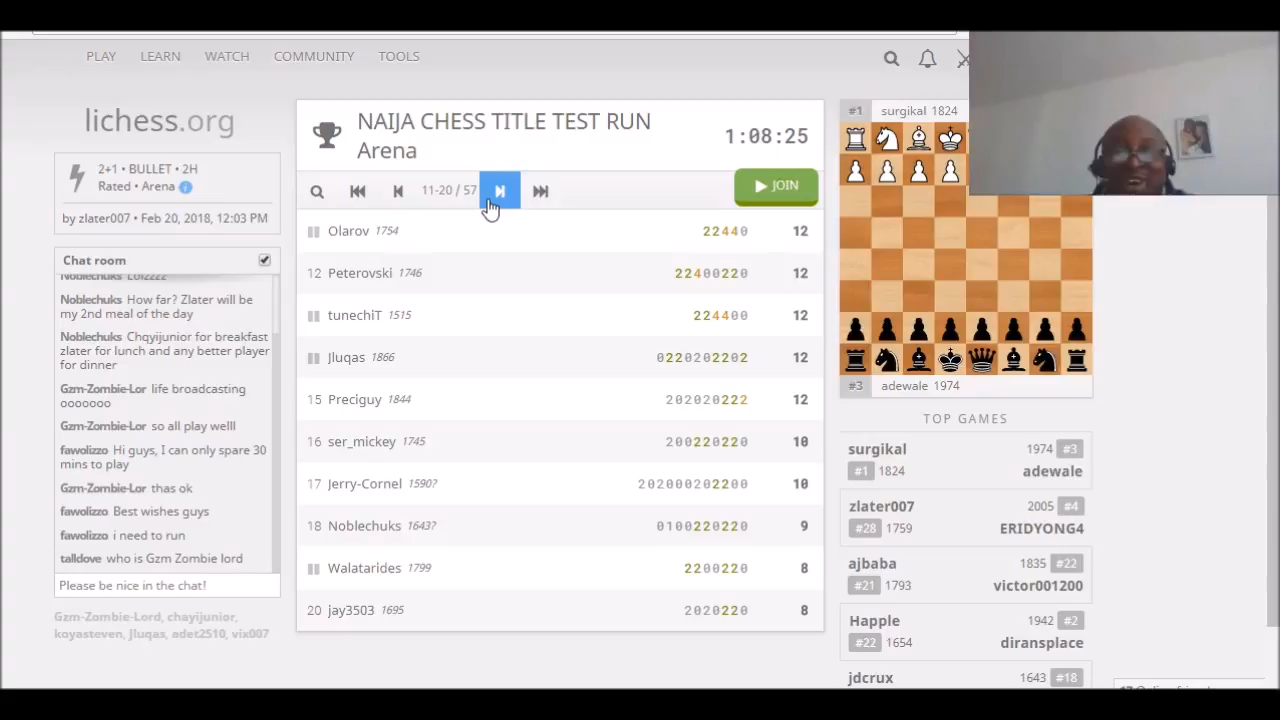 PLAY LEARN WATCH COMMUNITY TOOLS
lichess.org
2+1 • BULLET • 2H
Rated • Arena
by zlater007 • Feb 20, 2018, 12:03 PM
Chat room
Noblechuks Lolzzzz
Noblechuks How far? Zlater will be
my 2nd meal of the day
Noblechuks Chqyijunior for breakfast
zlater for lunch and any better player
for dinner
Gzm-Zombie-Lor life broadcasting
ooooooo
Gzm-Zombie-Lor so all play welll
fawolizzo Hi guys, I can only spare 30
mins to play
Gzm-Zombie-Lor thas ok
fawolizzo Best wishes guys
fawolizzo i need to run
talldove who is Gzm Zombie lord
Please be nice in the chat!
Gzm-Zombie-Lord, chayijunior,
koyasteven, Jluqas, adet2510, vix007
NAIJA CHESS TITLE TEST RUN
Arena
1:08:25
11-20 / 57
JOIN
Olarov 1754 22440 12
12 Peterovski 1746 22400220 12
tunechiT 1515 224400 12
Jluqas 1866 0220202202 12
15 Preciguy 1844 202020222 12
16 ser_mickey 1745 200220220 10
17 Jerry-Cornel 1590? 202000202200 10
18 Noblechuks 1643? 0100220220 9
Walatarides 1799 2200220 8
20 jay3503 1695 2020220 8
#1 surgikal 1824
#3 adewale 1974
TOP GAMES
surgikal 1974 #3
#1 1824 adewale
zlater007 2005 #4
#28 1759 ERIDYONG4
ajbaba 1835 #22
#21 1793 victor001200
Happle 1942 #2
#22 1654 diransplace
jdcrux 1643 #18